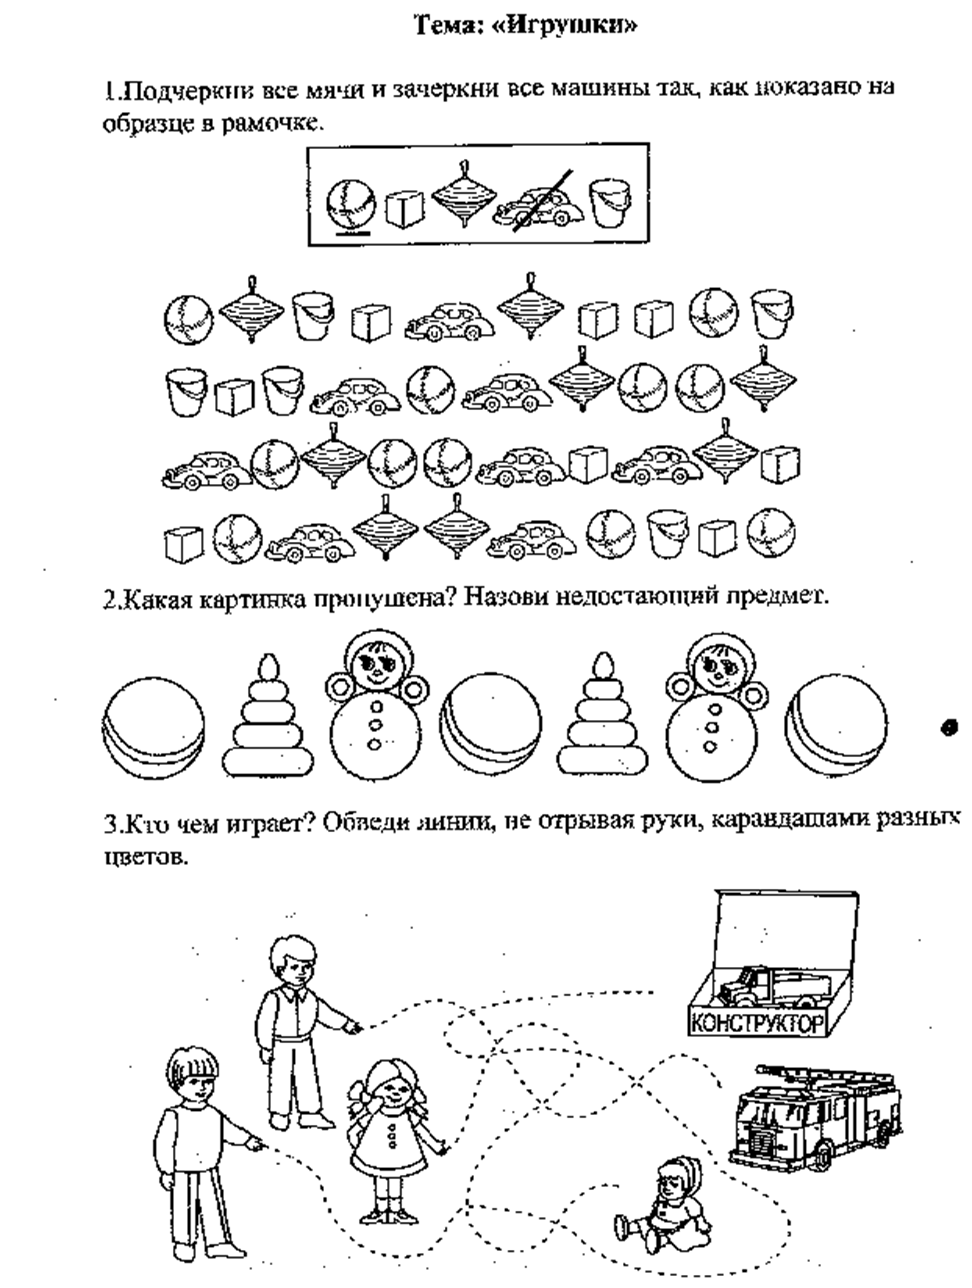 Тема: «Игрушки»
1.Подчеркни все мячи и зачеркни все машины так, как показано на
образце в рамочке.
2.Какая картинка пропушена? Назови недостающий предмет.
3.Кто чем играет? Обведи линии, не отрывая руки, карандашами разных
цветов.
КОНСТРУКТОР